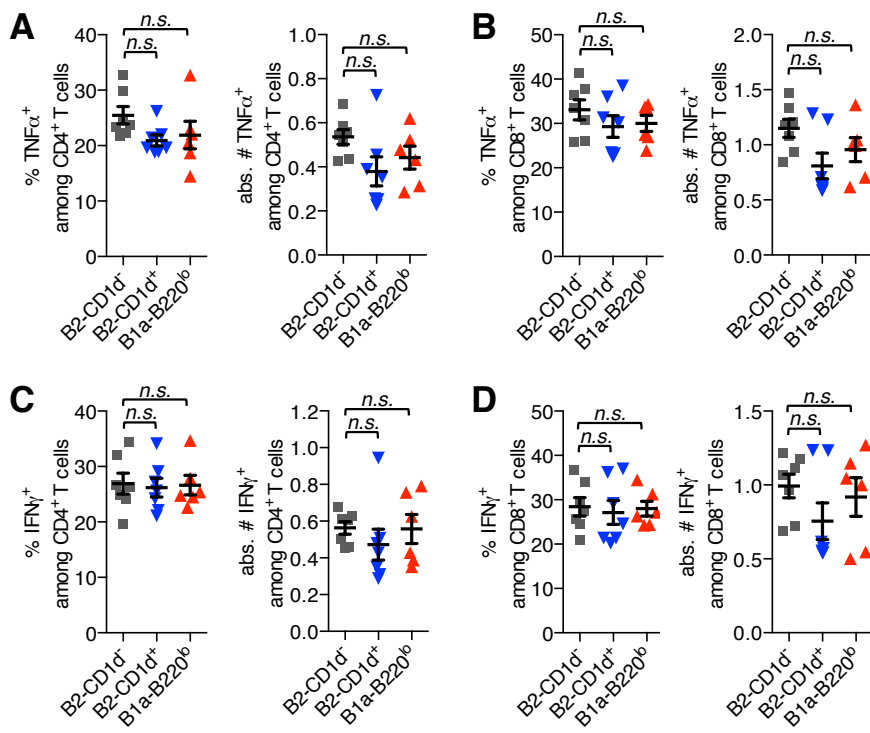 A
% TNFα⁺
among CD4⁺ T cells
40
30
20
10
0
n.s.
n.s.
B2-CD1d⁻
B2-CD1d⁺
B1a-B220ˡᵒ
abs. # TNFα⁺
among CD4⁺ T cells
1.0
0.8
0.6
0.4
0.2
0.0
n.s.
n.s.
B2-CD1d⁻
B2-CD1d⁺
B1a-B220ˡᵒ
B
% TNFα⁺
among CD8⁺ T cells
50
40
30
20
10
0
n.s.
n.s.
B2-CD1d⁻
B2-CD1d⁺
B1a-B220ˡᵒ
abs. # TNFα⁺
among CD8⁺ T cells
2.0
1.5
1.0
0.5
0.0
n.s.
n.s.
B2-CD1d⁻
B2-CD1d⁺
B1a-B220ˡᵒ
C
% IFNγ⁺
among CD4⁺ T cells
40
30
20
10
0
n.s.
n.s.
B2-CD1d⁻
B2-CD1d⁺
B1a-B220ˡᵒ
abs. # IFNγ⁺
among CD4⁺ T cells
1.2
1.0
0.8
0.6
0.4
0.2
0.0
n.s.
n.s.
B2-CD1d⁻
B2-CD1d⁺
B1a-B220ˡᵒ
D
% IFNγ⁺
among CD8⁺ T cells
50
40
30
20
10
0
n.s.
n.s.
B2-CD1d⁻
B2-CD1d⁺
B1a-B220ˡᵒ
abs. # IFNγ⁺
among CD8⁺ T cells
1.5
1.0
0.5
0.0
n.s.
n.s.
B2-CD1d⁻
B2-CD1d⁺
B1a-B220ˡᵒ